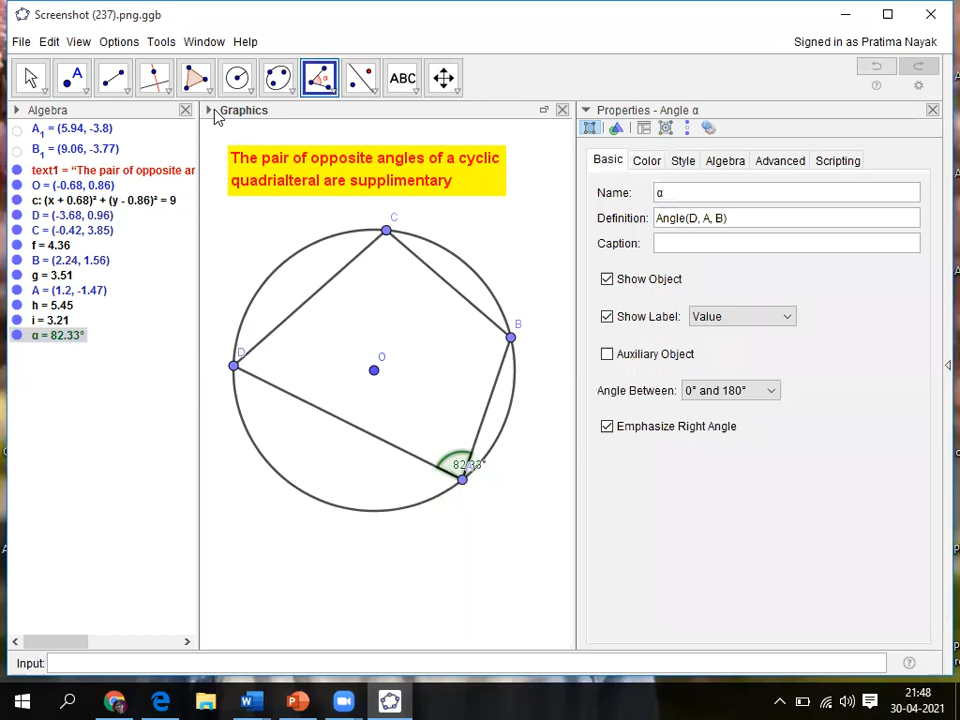 Screenshot (237).png.ggb
File Edit View Options Tools Window Help
Signed in as Pratima Nayak
A
α
ABC
Algebra
Graphics
Properties - Angle α
A1 = (5.94, -3.8)
B1 = (9.06, -3.77)
text1 = “The pair of opposite ar
O = (-0.68, 0.86)
c: (x + 0.68)² + (y - 0.86)² = 9
D = (-3.68, 0.96)
C = (-0.42, 3.85)
f = 4.36
B = (2.24, 1.56)
g = 3.51
A = (1.2, -1.47)
h = 5.45
i = 3.21
α = 82.33°
The pair of opposite angles of a cyclic
quadrialteral are supplimentary
C
B
D
O
82.33°
Basic Color Style Algebra Advanced Scripting
Name: α
Definition: Angle(D, A, B)
Caption:
Show Object
Show Label: Value
Auxiliary Object
Angle Between: 0° and 180°
Emphasize Right Angle
Input:
21:48
30-04-2021